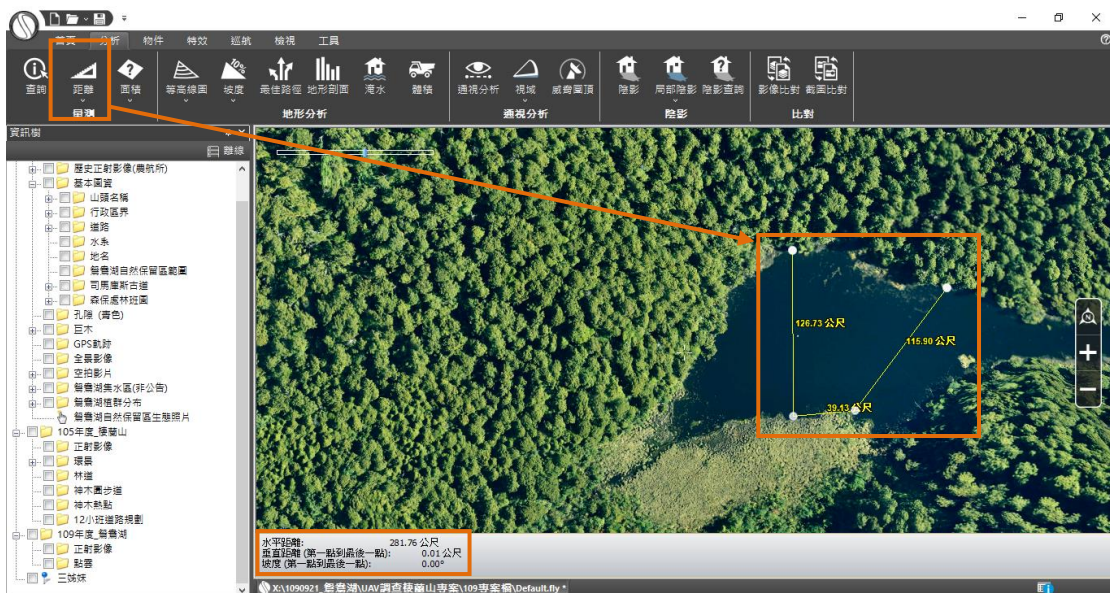 首頁 分析 物件 特效 巡航 檢視 工具
查詢 距離 面積 等高線圖 坡度 最佳路徑 地形剖面 淹水 體積 通視分析 視域 威脅圓頂 陰影 局部陰影 陰影查詢 影像比對 截圖比對
量測 地形分析 通視分析 陰影 比對
資訊樹
離線
歷史正射影像(農航所)
基本圖資
山頭名稱
行政區界
道路
水系
地名
鴛鴦湖自然保留區範圍
司馬庫斯古道
森保處林班圖
孔隙 (青色)
巨木
GPS軌跡
全景影像
空拍影片
鴛鴦湖集水區(非公告)
鴛鴦湖植群分布
鴛鴦湖自然保留區生態照片
105年度_棲蘭山
正射影像
環景
林道
神木園步道
神木熱點
12小班道路規劃
109年度_鴛鴦湖
正射影像
點雲
三姊妹
126.73 公尺
115.90 公尺
39.13 公尺
N
水平距離: 281.76 公尺
垂直距離 (第一點到最後一點): 0.01 公尺
坡度 (第一點到最後一點): 0.00°
X:\1090921_鴛鴦湖\UAV調查棲蘭山專案\109專案檔\Default.fly *